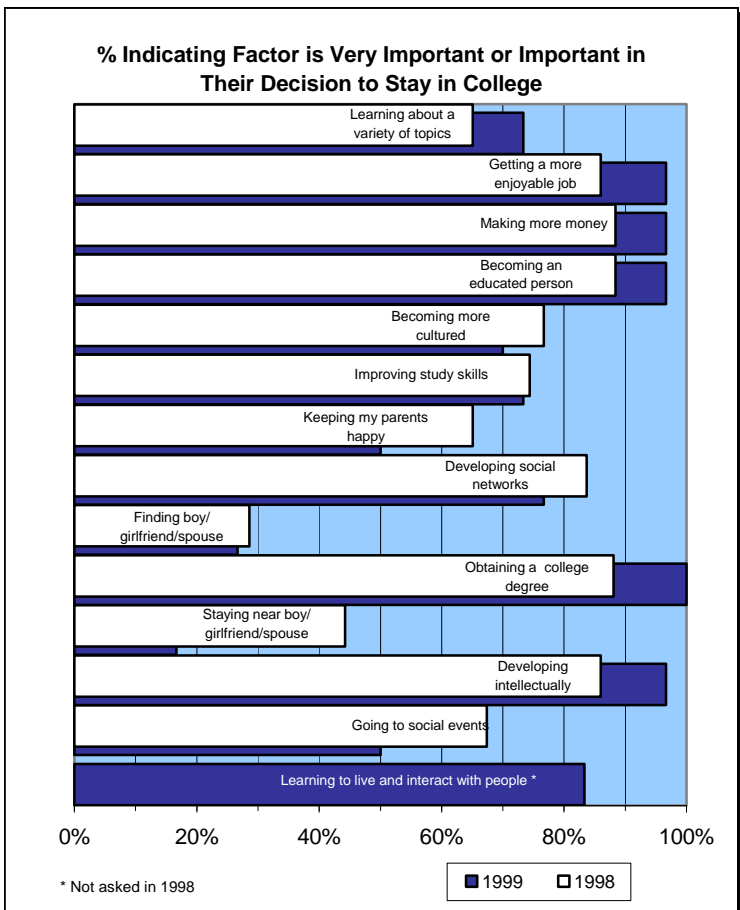 % Indicating Factor is Very Important or Important in
Their Decision to Stay in College
Learning about a
variety of topics
Getting a more
enjoyable job
Making more money
Becoming an
educated person
Becoming more
cultured
Improving study skills
Keeping my parents
happy
Developing social
networks
Finding boy/
girlfriend/spouse
Obtaining a college
degree
Staying near boy/
girlfriend/spouse
Developing
intellectually
Going to social events
Learning to live and interact with people *
0% 20% 40% 60% 80% 100%
* Not asked in 1998
1999 1998